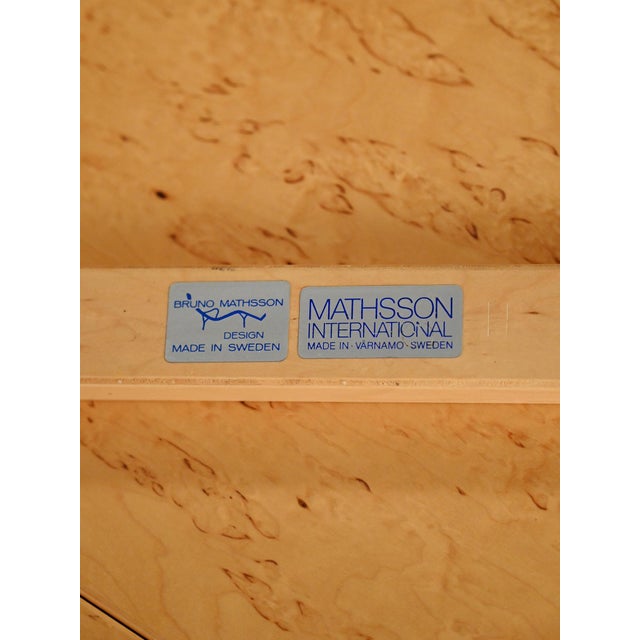 BRUNO MATHSSON
DESIGN
MADE IN SWEDEN
MATHSSON
INTERNATIONAL
MADE IN · VÄRNAMO · SWEDEN